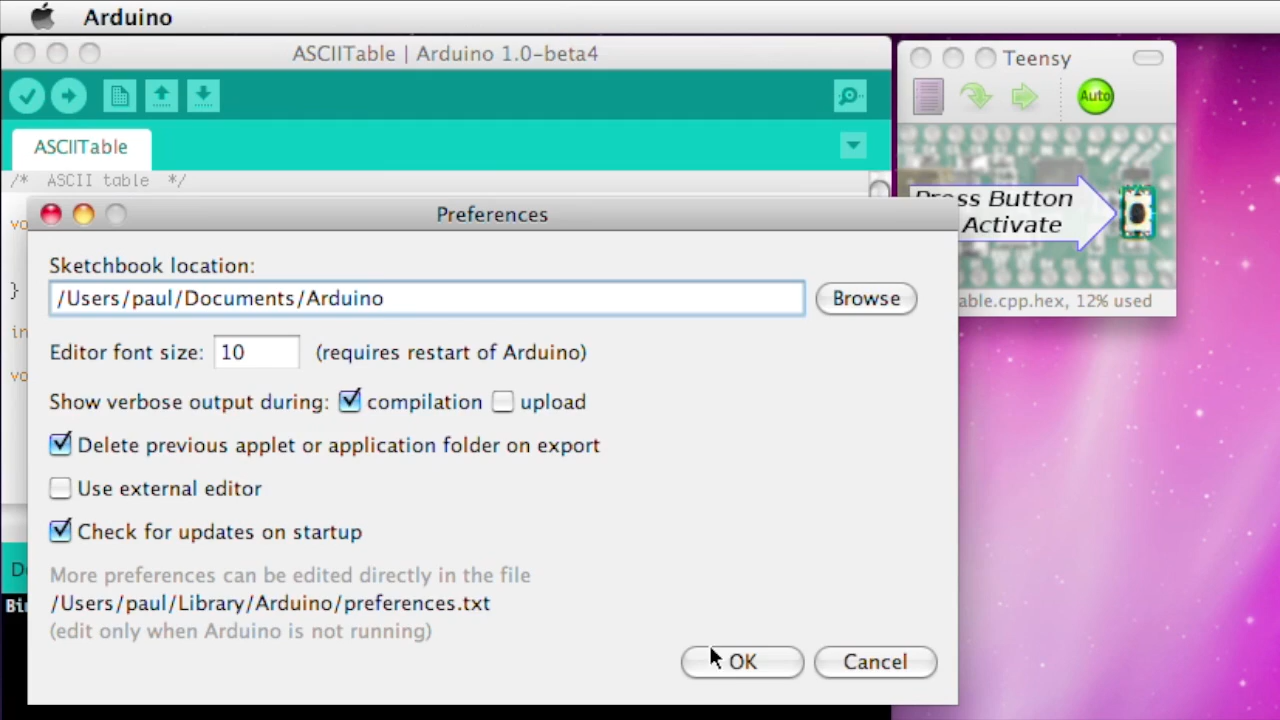 Arduino
ASCIITable | Arduino 1.0-beta4
Teensy
Auto
ASCIITable
/* ASCII table */
Press Button
Activate
able.cpp.hex, 12% used
vo
}
in
vo
Preferences
Sketchbook location:
/Users/paul/Documents/Arduino
Browse
Editor font size: 10 (requires restart of Arduino)
Show verbose output during: compilation upload
Delete previous applet or application folder on export
Use external editor
Check for updates on startup
More preferences can be edited directly in the file
/Users/paul/Library/Arduino/preferences.txt
(edit only when Arduino is not running)
OK
Cancel
D
Bi